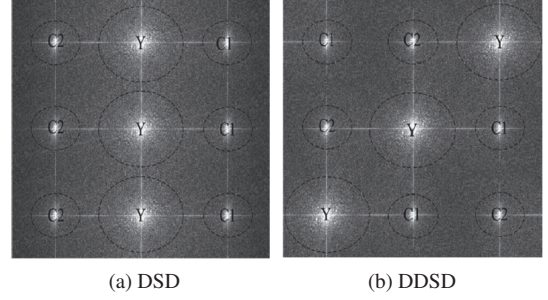 C2 Y C1 C1 C2 Y
C2 Y C1 C2 Y C1
C2 Y C1 Y C1 C2
(a) DSD (b) DDSD